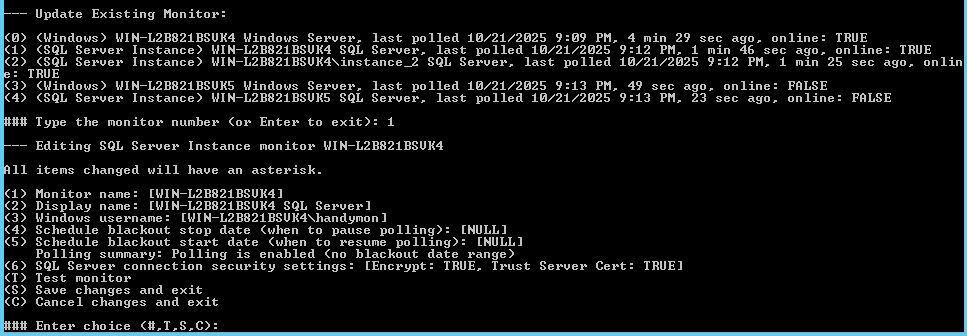 --- Update Existing Monitor:
(0) (Windows) WIN-L2B821BSVK4 Windows Server, last polled 10/21/2025 9:09 PM, 4 min 29 sec ago, online: TRUE
(1) (SQL Server Instance) WIN-L2B821BSVK4 SQL Server, last polled 10/21/2025 9:12 PM, 1 min 46 sec ago, online: TRUE
(2) (SQL Server Instance) WIN-L2B821BSVK4\instance_2 SQL Server, last polled 10/21/2025 9:12 PM, 1 min 25 sec ago, onlin
e: TRUE
(3) (Windows) WIN-L2B821BSVK5 Windows Server, last polled 10/21/2025 9:13 PM, 49 sec ago, online: FALSE
(4) (SQL Server Instance) WIN-L2B821BSVK5 SQL Server, last polled 10/21/2025 9:13 PM, 23 sec ago, online: FALSE
### Type the monitor number (or Enter to exit): 1
--- Editing SQL Server Instance monitor WIN-L2B821BSVK4
All items changed will have an asterisk.
(1) Monitor name: [WIN-L2B821BSVK4]
(2) Display name: [WIN-L2B821BSVK4 SQL Server]
(3) Windows username: [WIN-L2B821BSVK4\handymon]
(4) Schedule blackout stop date (when to pause polling): [NULL]
(5) Schedule blackout start date (when to resume polling): [NULL]
Polling summary: Polling is enabled (no blackout date range)
(6) SQL Server connection security settings: [Encrypt: TRUE, Trust Server Cert: TRUE]
(T) Test monitor
(S) Save changes and exit
(C) Cancel changes and exit
### Enter choice (#,T,S,C):